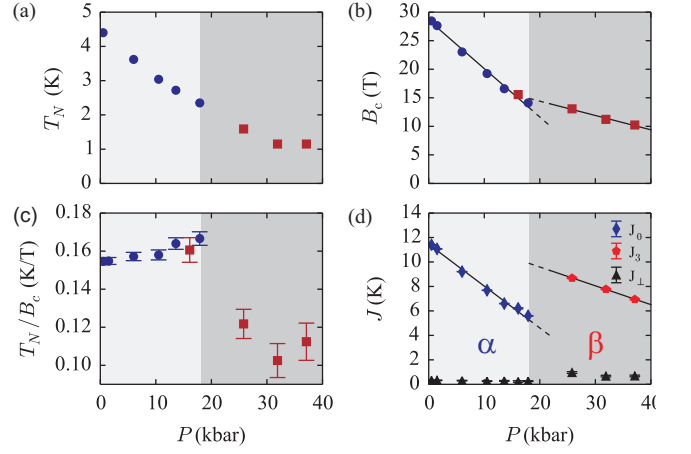 (a)
5
4
3
2
1
0
T_N (K)
(b)
30
25
20
15
10
5
0
B_c (T)
(c)
0.18
0.16
0.14
0.12
0.10
T_N/B_c (K/T)
0 10 20 30 40
P (kbar)
(d)
14
12
10
8
6
4
2
0
J (K)
J_0
J_3
J_⊥
α
β
0 10 20 30 40
P (kbar)